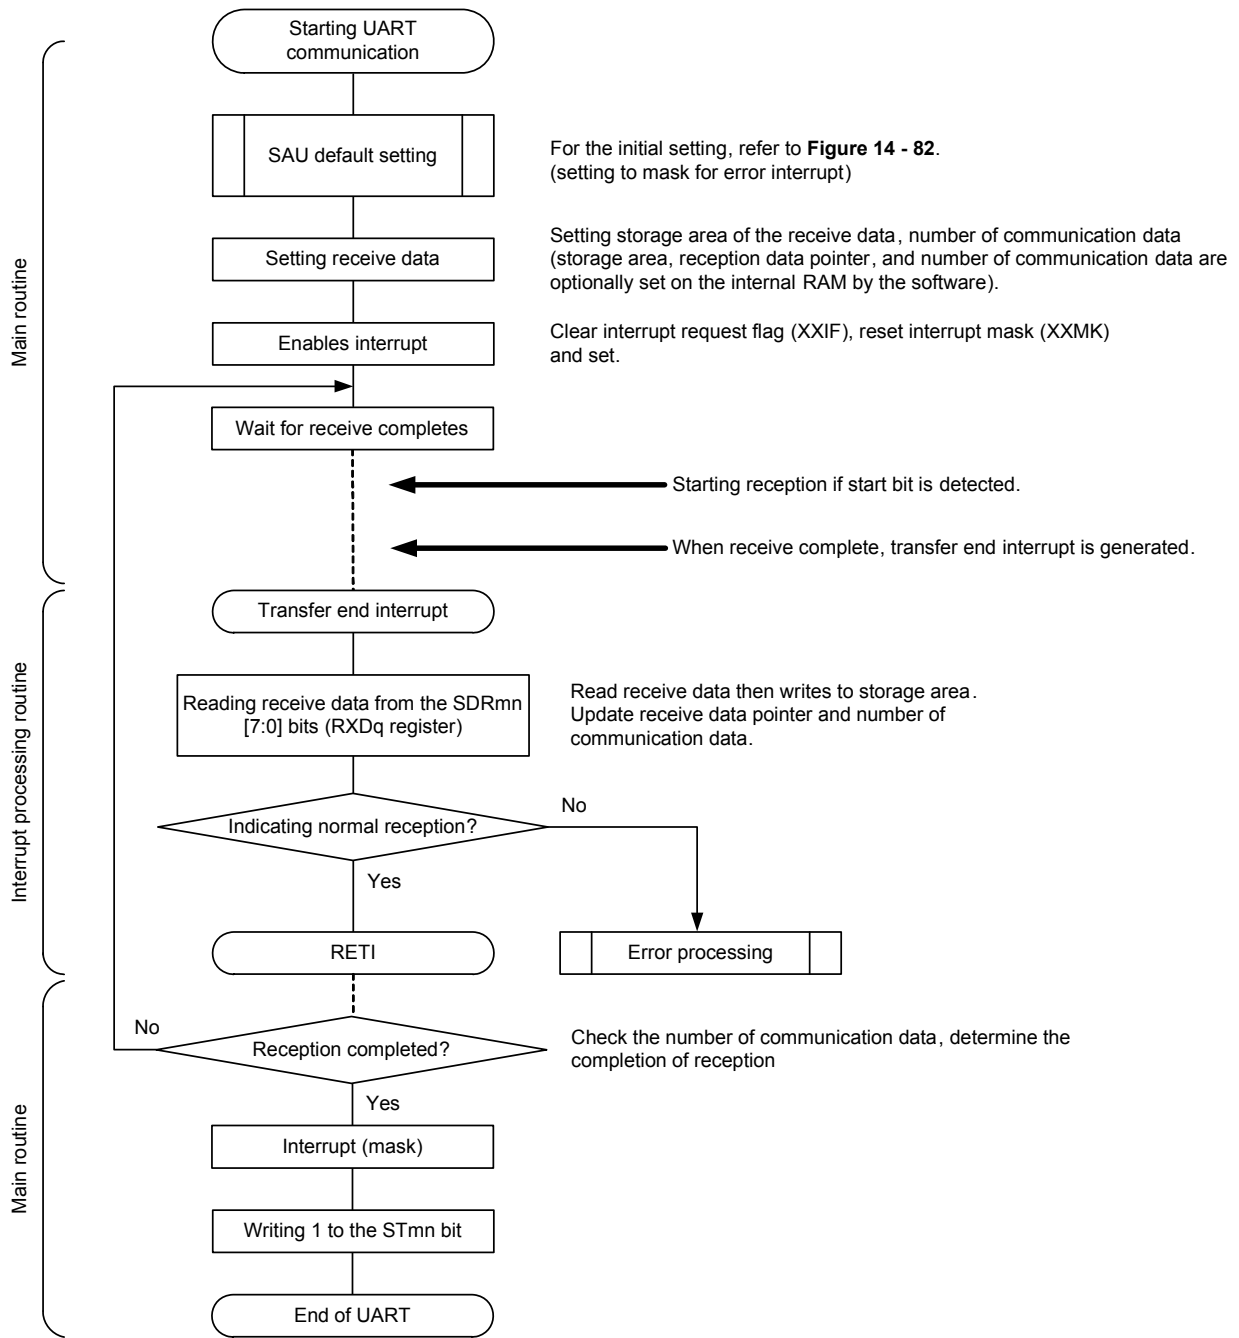 Starting UART
communication
SAU default setting
For the initial setting, refer to Figure 14 - 82.
(setting to mask for error interrupt)
Setting receive data
Setting storage area of the receive data, number of communication data
(storage area, reception data pointer, and number of communication data are
optionally set on the internal RAM by the software).
Main routine
Enables interrupt
Clear interrupt request flag (XXIF), reset interrupt mask (XXMK)
and set.
Wait for receive completes
Starting reception if start bit is detected.
When receive complete, transfer end interrupt is generated.
Transfer end interrupt
Reading receive data from the SDRmn
[7:0] bits (RXDq register)
Read receive data then writes to storage area.
Update receive data pointer and number of
communication data.
Interrupt processing routine
Indicating normal reception?
No
Yes
RETI
Error processing
No
Reception completed?
Check the number of communication data, determine the
completion of reception
Yes
Main routine
Interrupt (mask)
Writing 1 to the STmn bit
End of UART